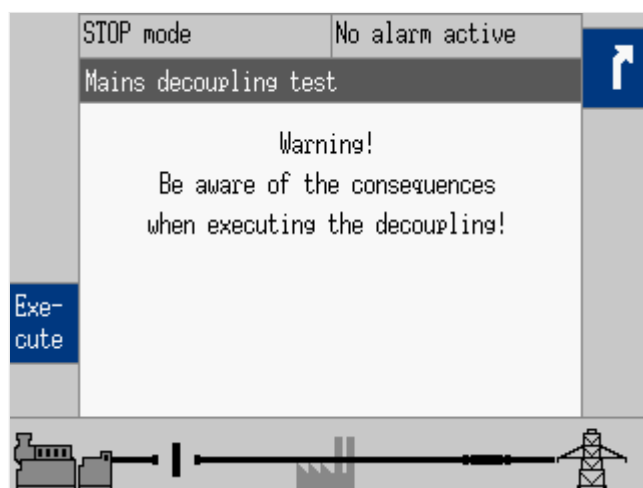 STOP mode
No alarm active
Mains decoupling test
Warning!
Be aware of the consequences
when executing the decoupling!
Exe-
cute